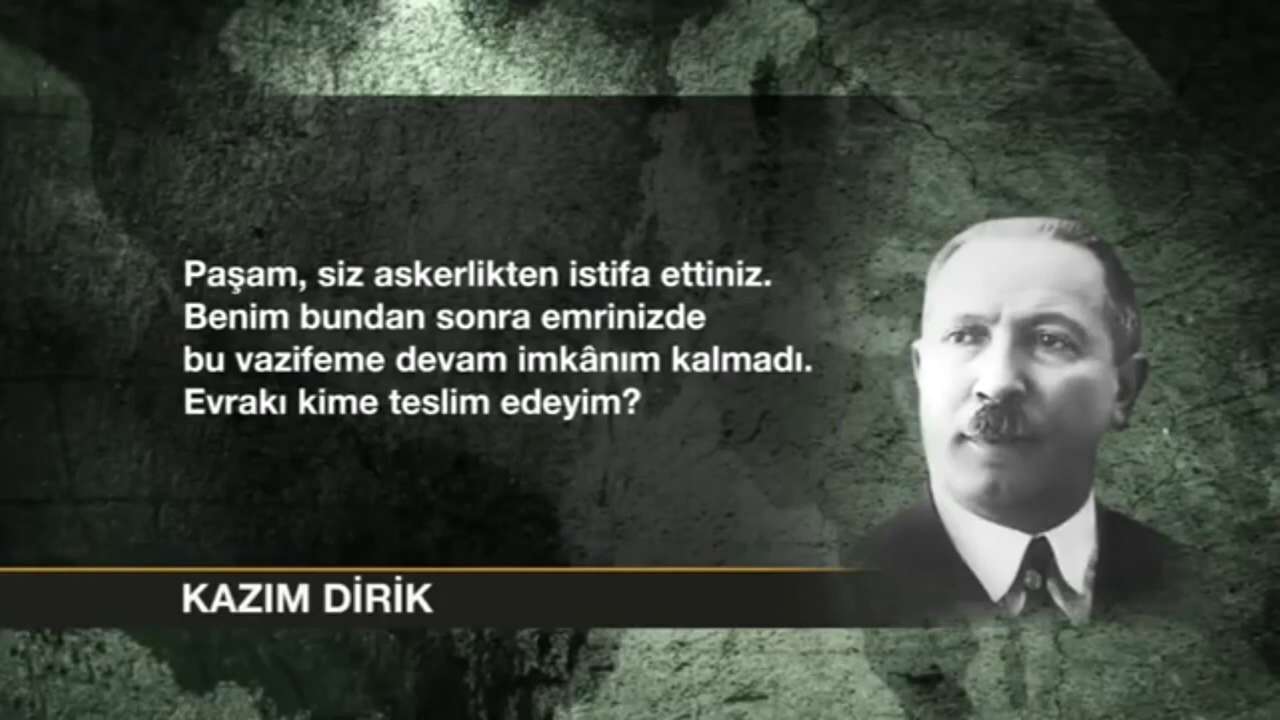 Paşam, siz askerlikten istifa ettiniz.
Benim bundan sonra emrinizde
bu vazifeme devam imkânım kalmadı.
Evrakı kime teslim edeyim?
KAZIM DİRİK